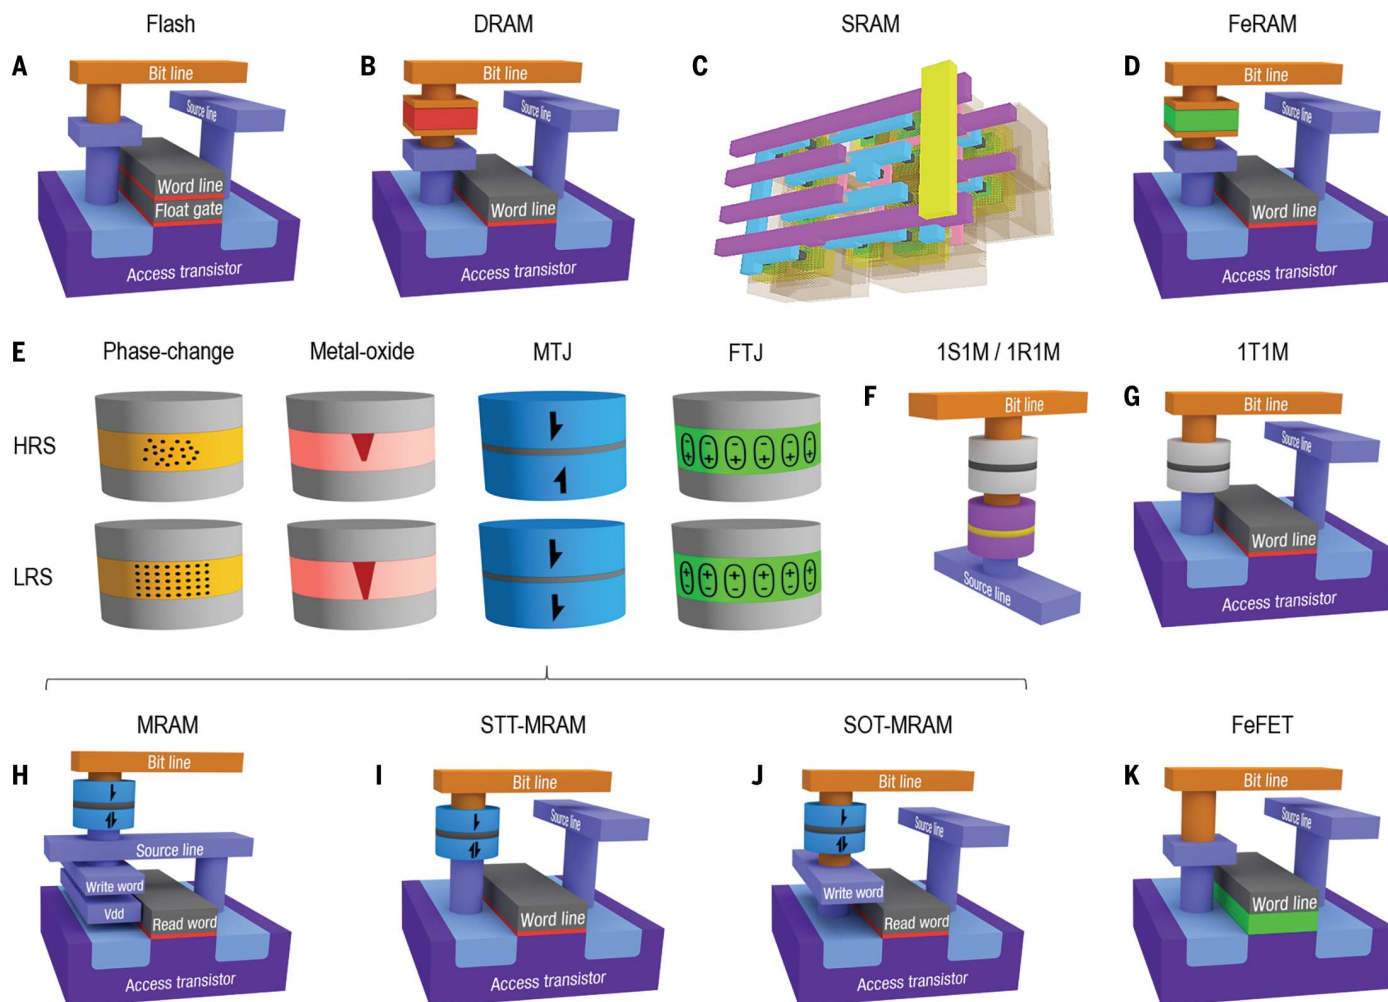 Flash
DRAM
SRAM
FeRAM
A
Bit line
Source line
Word line
Float gate
Access transistor
B
Bit line
Source line
Word line
Access transistor
C
D
Bit line
Source line
Word line
Access transistor
E
Phase-change
Metal-oxide
MTJ
FTJ
HRS
LRS
1S1M / 1R1M
F
Bit line
Source line
1T1M
G
Bit line
Source line
Word line
Access transistor
MRAM
H
Bit line
Source line
Write word
Vdd
Read word
Access transistor
STT-MRAM
I
Bit line
Source line
Word line
Access transistor
SOT-MRAM
J
Bit line
Source line
Write word
Read word
Access transistor
FeFET
K
Bit line
Source line
Word line
Access transistor